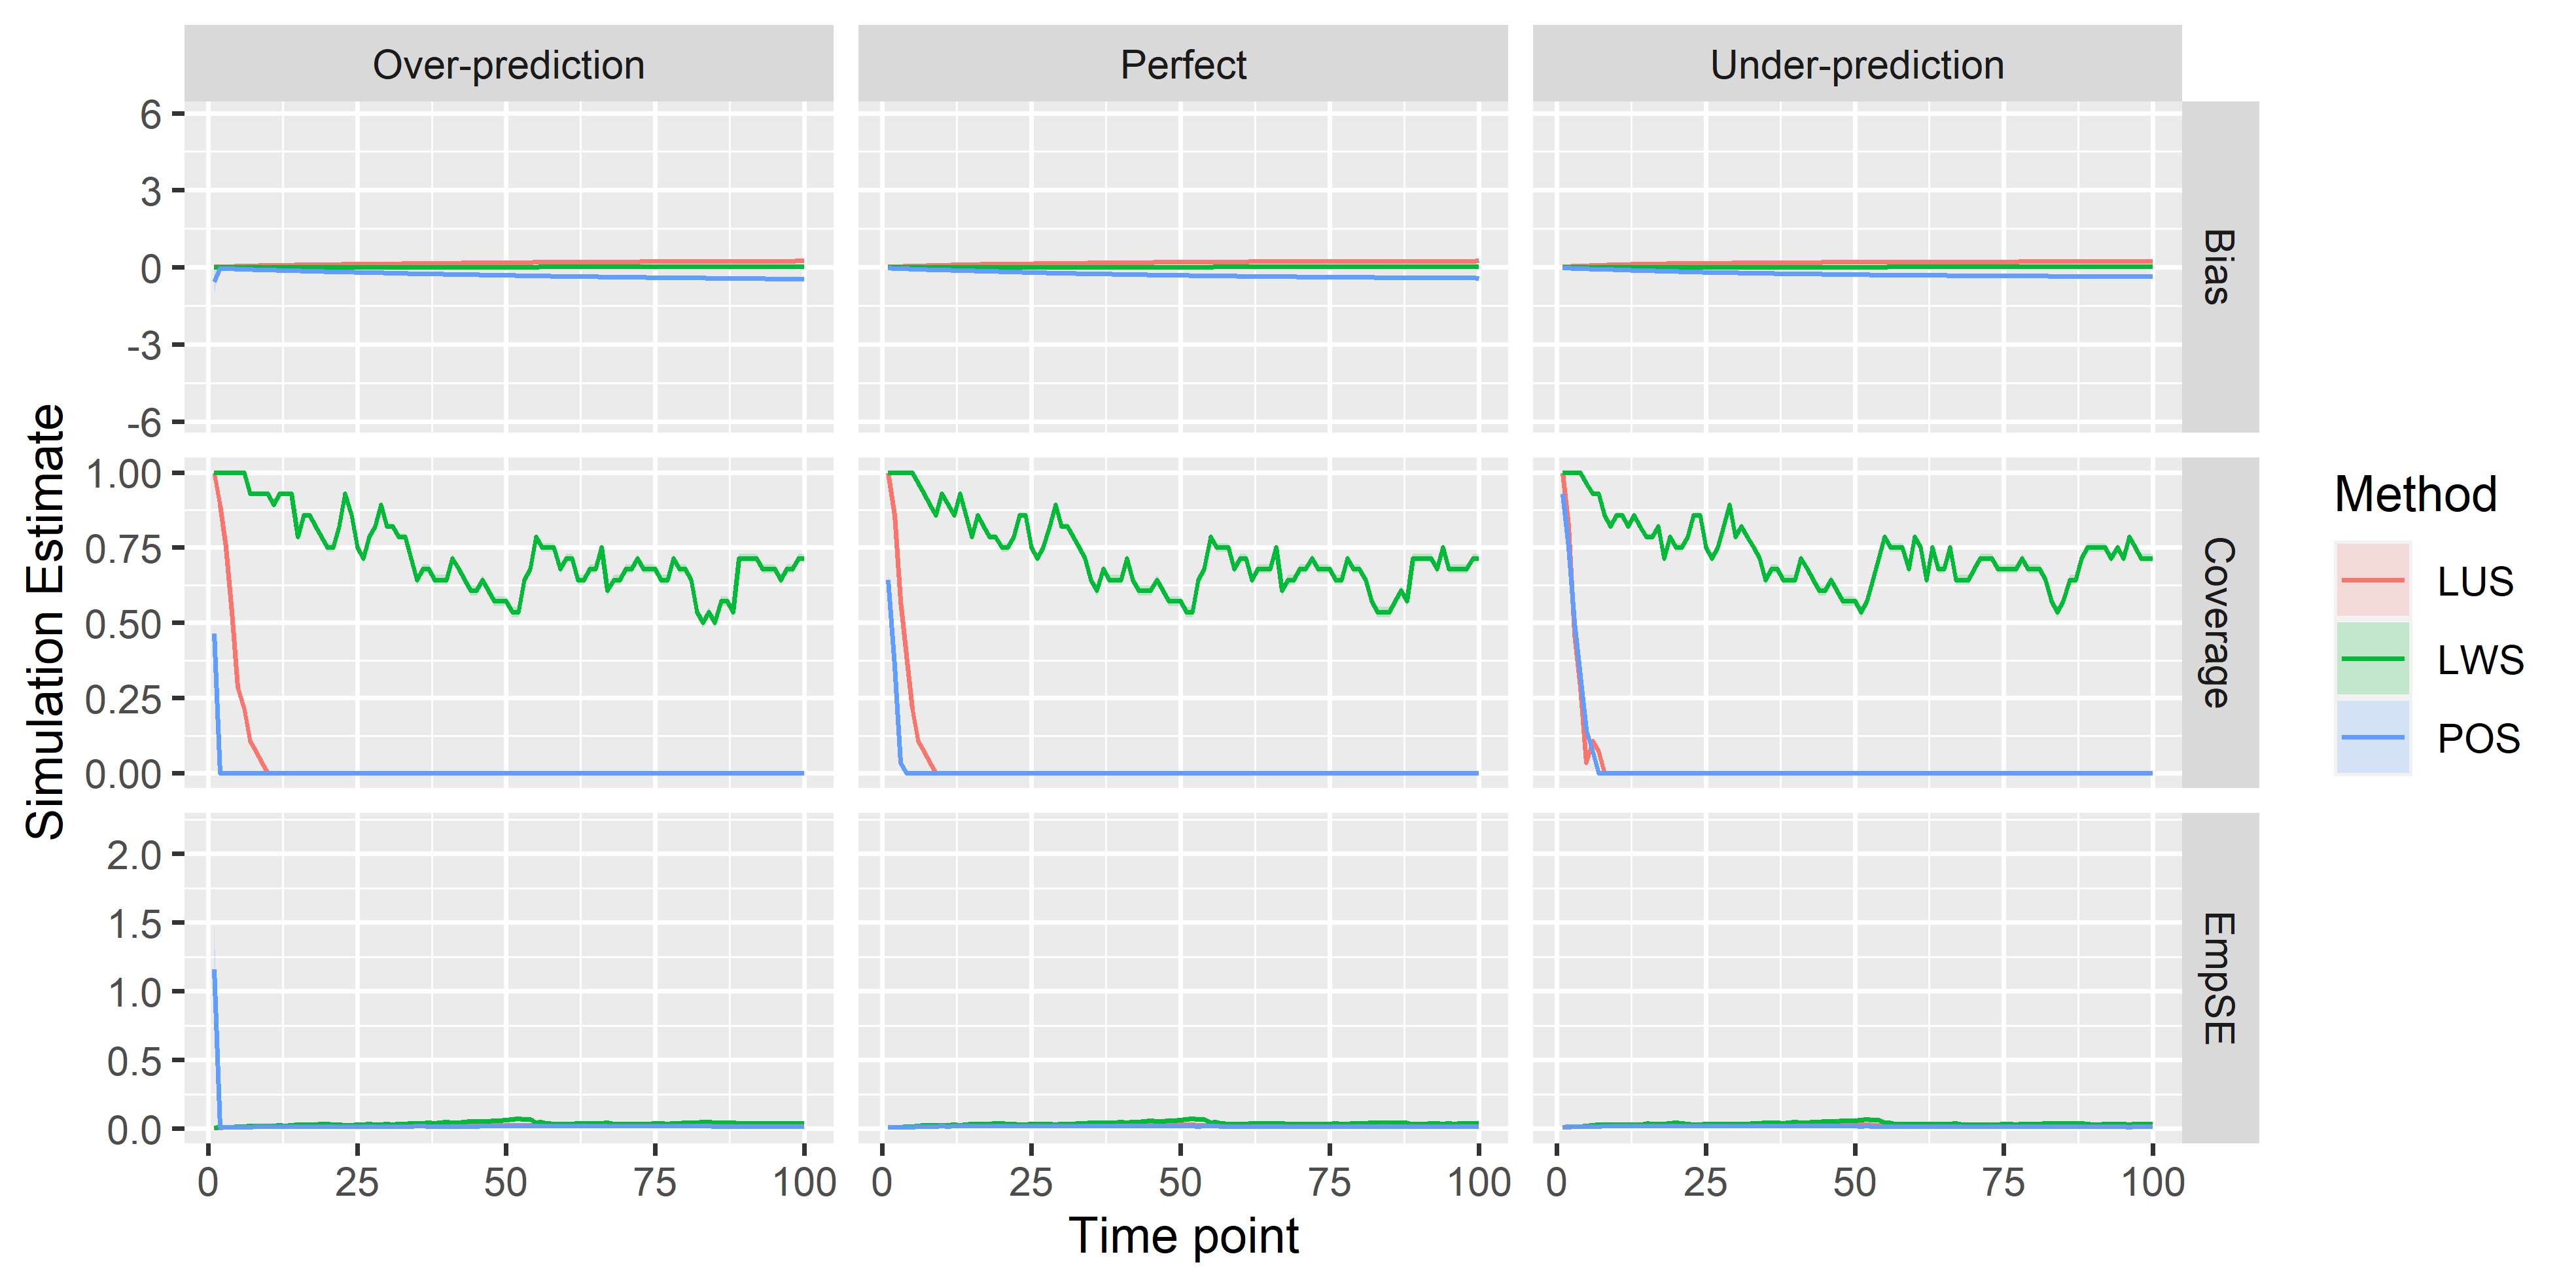 Over-prediction
Perfect
Under-prediction
6
3
0
-3
-6
Bias
1.00
0.75
0.50
0.25
0.00
Coverage
2.0
1.5
1.0
0.5
0.0
EmpSE
0 25 50 75 100
0 25 50 75 100
0 25 50 75 100
Time point
Simulation Estimate
Method
LUS
LWS
POS